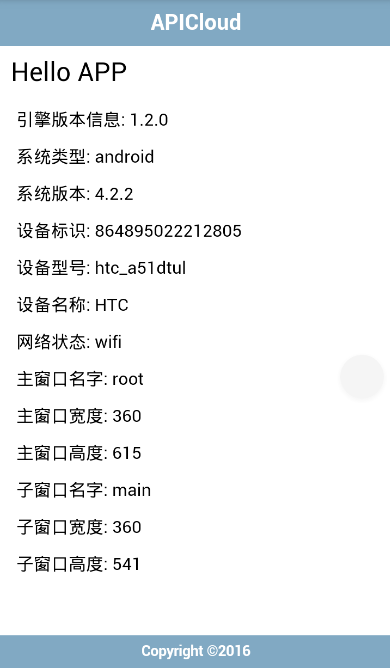 APICloud
Hello APP
引擎版本信息: 1.2.0
系统类型: android
系统版本: 4.2.2
设备标识: 864895022212805
设备型号: htc_a51dtul
设备名称: HTC
网络状态: wifi
主窗口名字: root
主窗口宽度: 360
主窗口高度: 615
子窗口名字: main
子窗口宽度: 360
子窗口高度: 541
Copyright ©2016